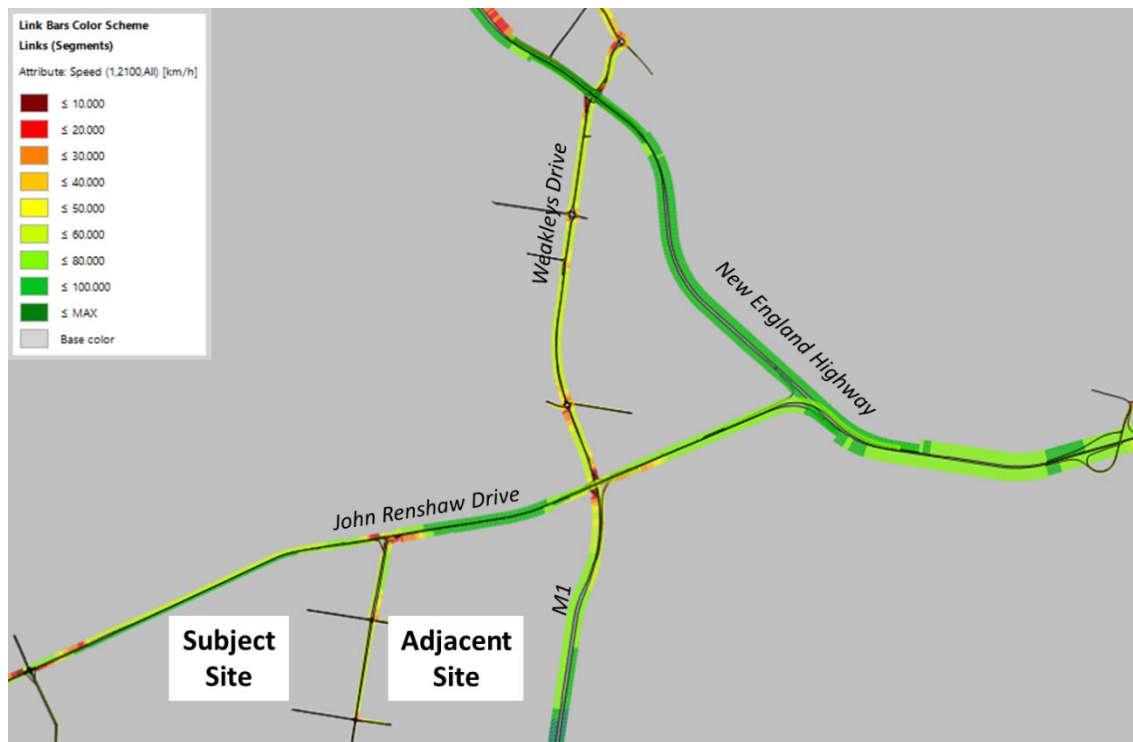 Link Bars Color Scheme
Links (Segments)
Attribute: Speed (1,2100,All) [km/h]
≤ 10.000
≤ 20.000
≤ 30.000
≤ 40.000
≤ 50.000
≤ 60.000
≤ 80.000
≤ 100.000
≤ MAX
Base color
Weakleys Drive
New England Highway
John Renshaw Drive
M1
Subject
Site
Adjacent
Site